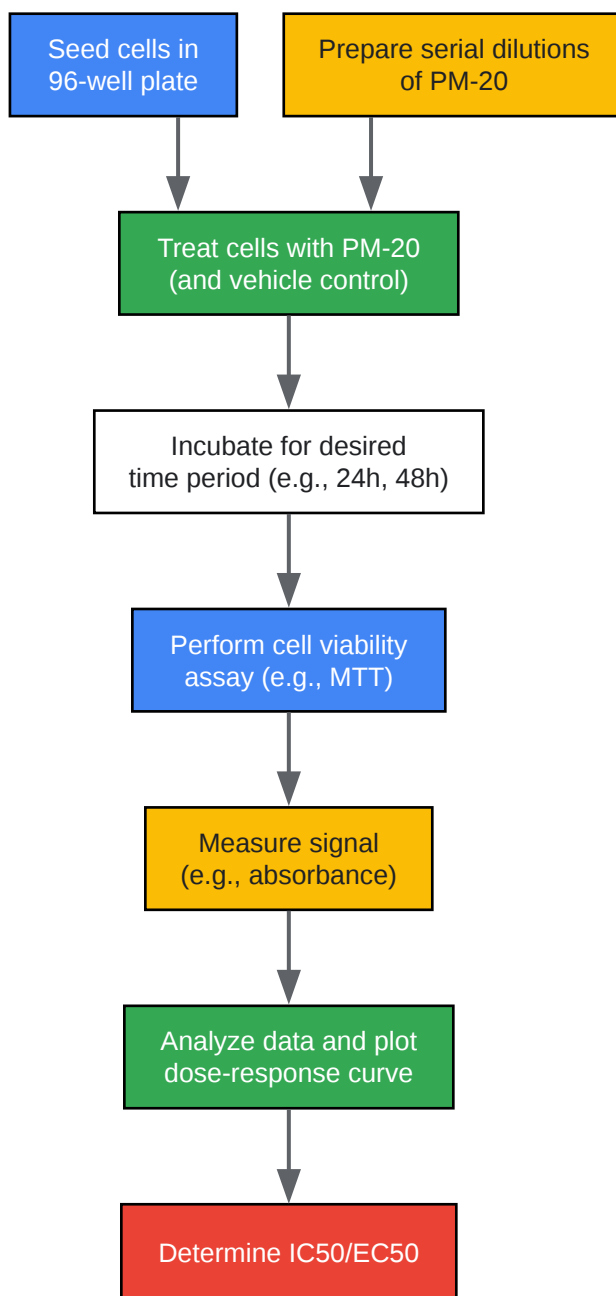 Seed cells in
96-well plate
Prepare serial dilutions
of PM-20
Treat cells with PM-20
(and vehicle control)
Incubate for desired
time period (e.g., 24h, 48h)
Perform cell viability
assay (e.g., MTT)
Measure signal
(e.g., absorbance)
Analyze data and plot
dose-response curve
Determine IC50/EC50